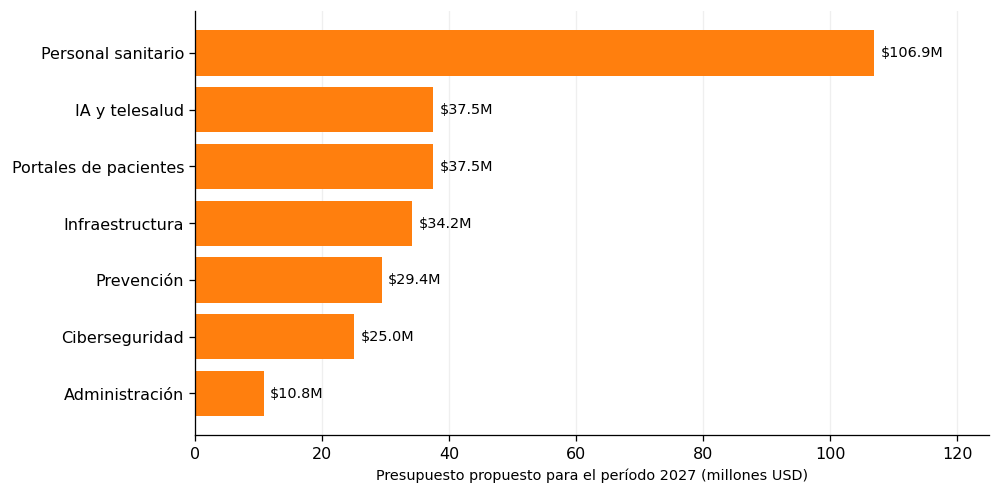 Personal sanitario
$106.9M
IA y telesalud
$37.5M
Portales de pacientes
$37.5M
Infraestructura
$34.2M
Prevención
$29.4M
Ciberseguridad
$25.0M
Administración
$10.8M
0 20 40 60 80 100 120
Presupuesto propuesto para el período 2027 (millones USD)